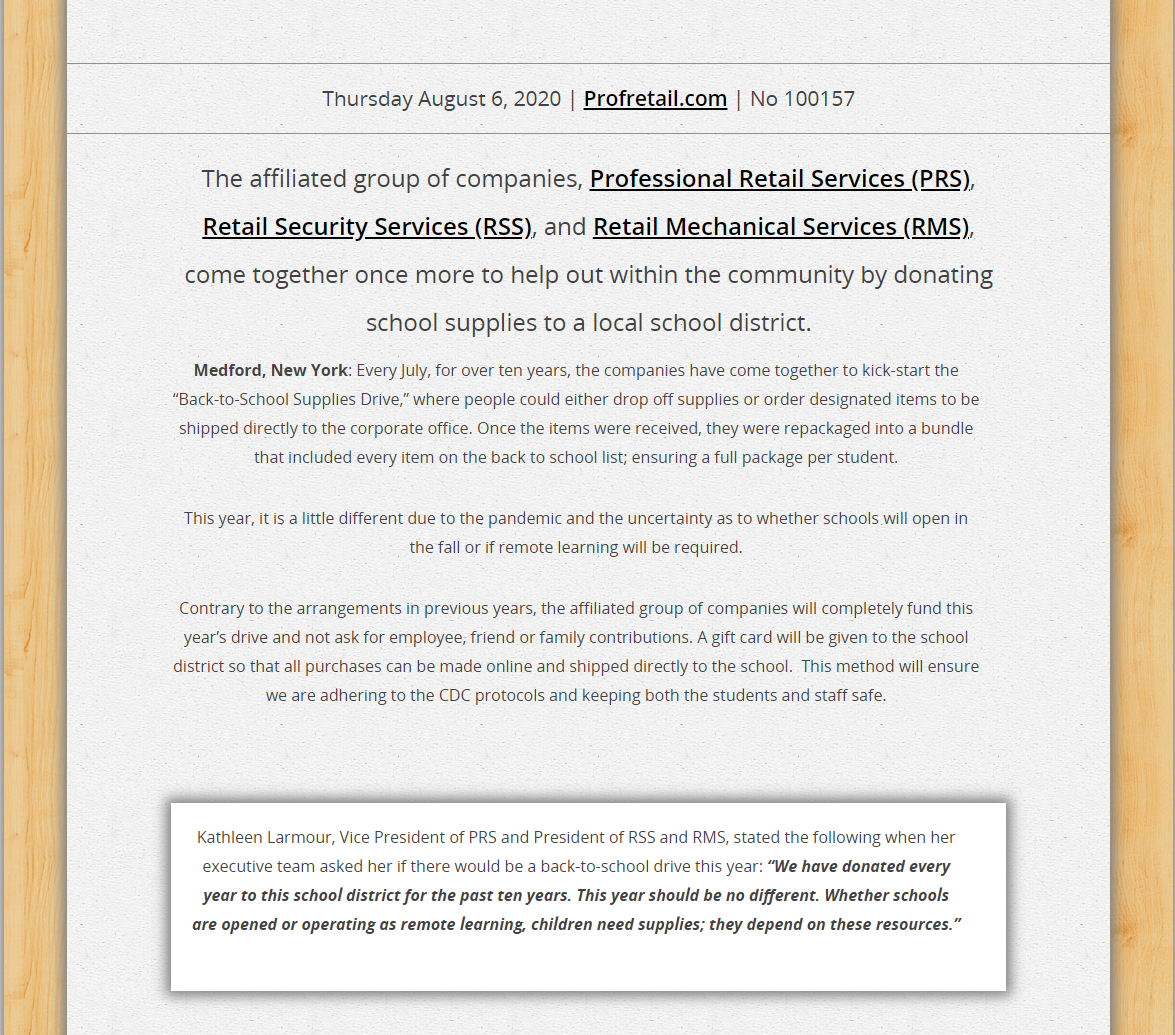 Thursday August 6, 2020 | Profretail.com | No 100157
The affiliated group of companies, Professional Retail Services (PRS),
Retail Security Services (RSS), and Retail Mechanical Services (RMS),
come together once more to help out within the community by donating
school supplies to a local school district.
Medford, New York: Every July, for over ten years, the companies have come together to kick-start the
“Back-to-School Supplies Drive,” where people could either drop off supplies or order designated items to be
shipped directly to the corporate office. Once the items were received, they were repackaged into a bundle
that included every item on the back to school list; ensuring a full package per student.
This year, it is a little different due to the pandemic and the uncertainty as to whether schools will open in
the fall or if remote learning will be required.
Contrary to the arrangements in previous years, the affiliated group of companies will completely fund this
year's drive and not ask for employee, friend or family contributions. A gift card will be given to the school
district so that all purchases can be made online and shipped directly to the school.  This method will ensure
we are adhering to the CDC protocols and keeping both the students and staff safe.
Kathleen Larmour, Vice President of PRS and President of RSS and RMS, stated the following when her
executive team asked her if there would be a back-to-school drive this year: “We have donated every
year to this school district for the past ten years. This year should be no different. Whether schools
are opened or operating as remote learning, children need supplies; they depend on these resources.”